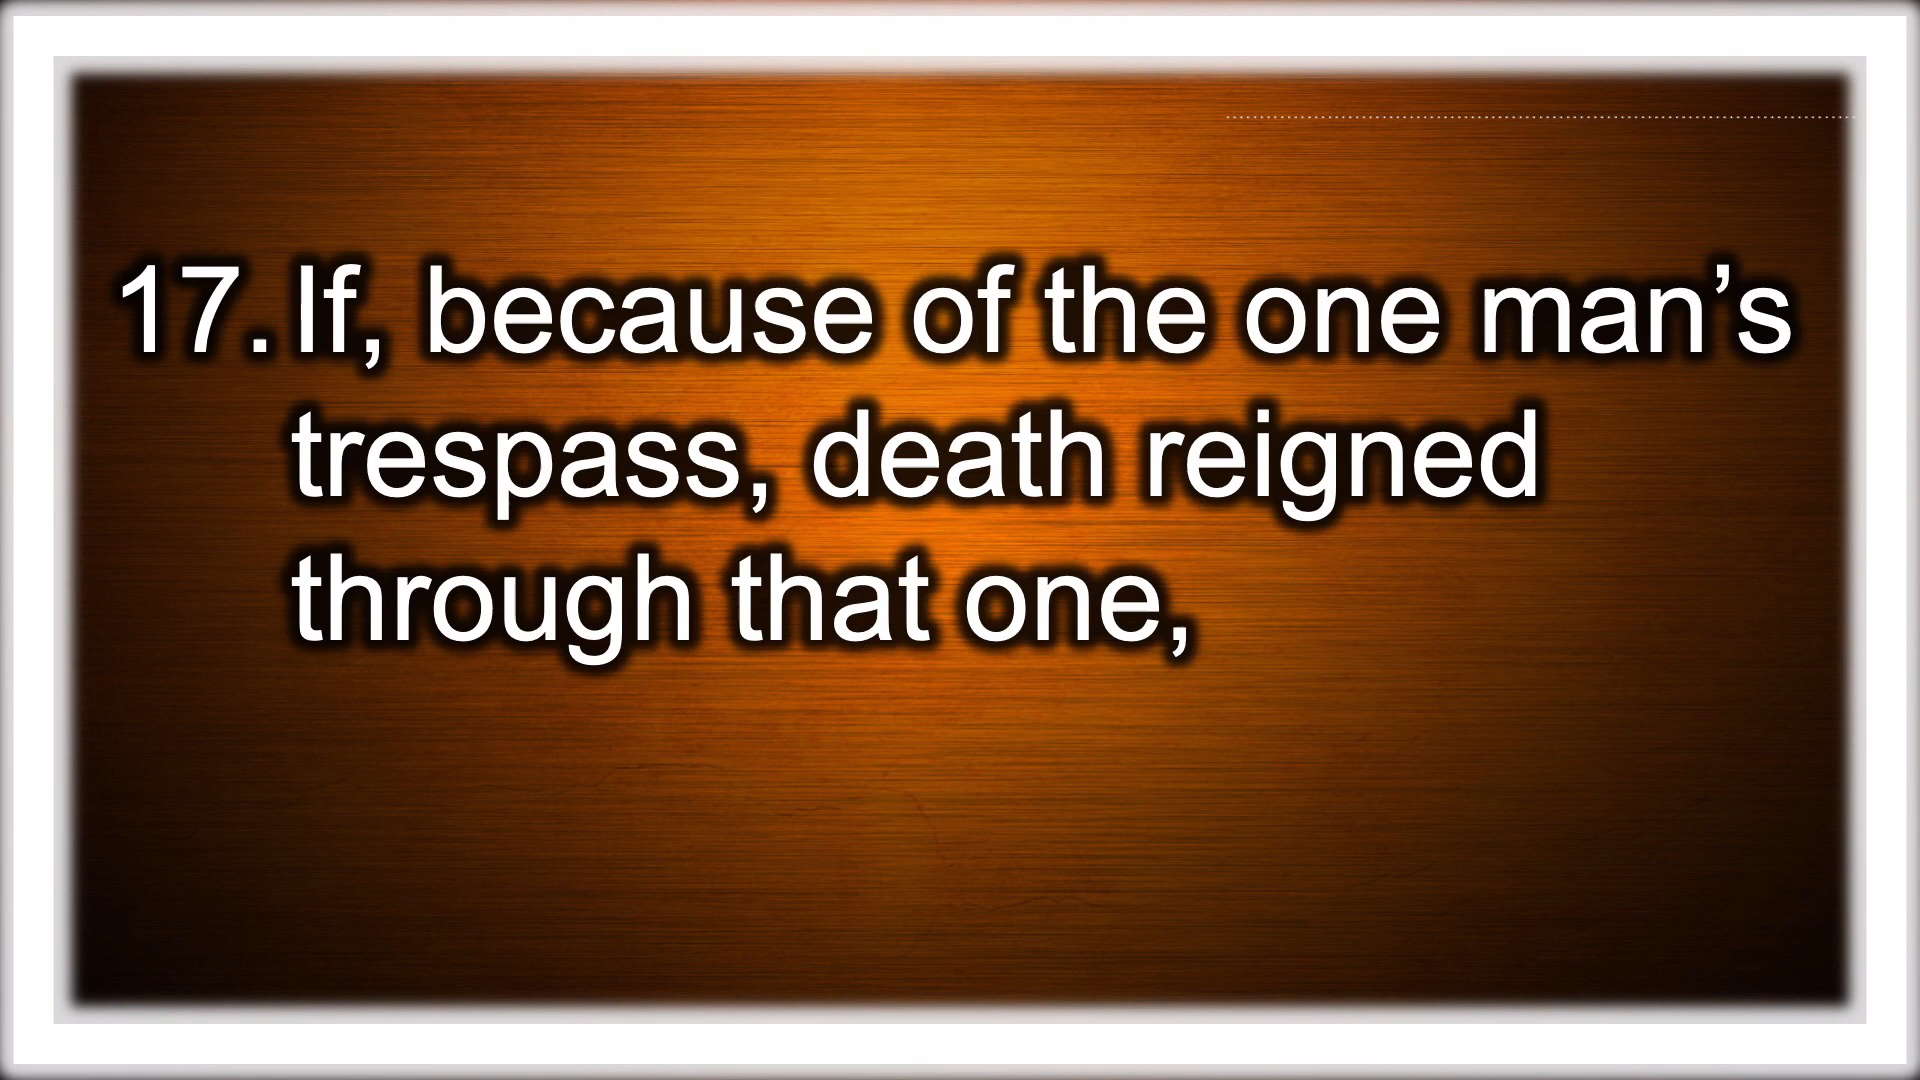 17. If, because of the one man’s
trespass, death reigned
through that one,